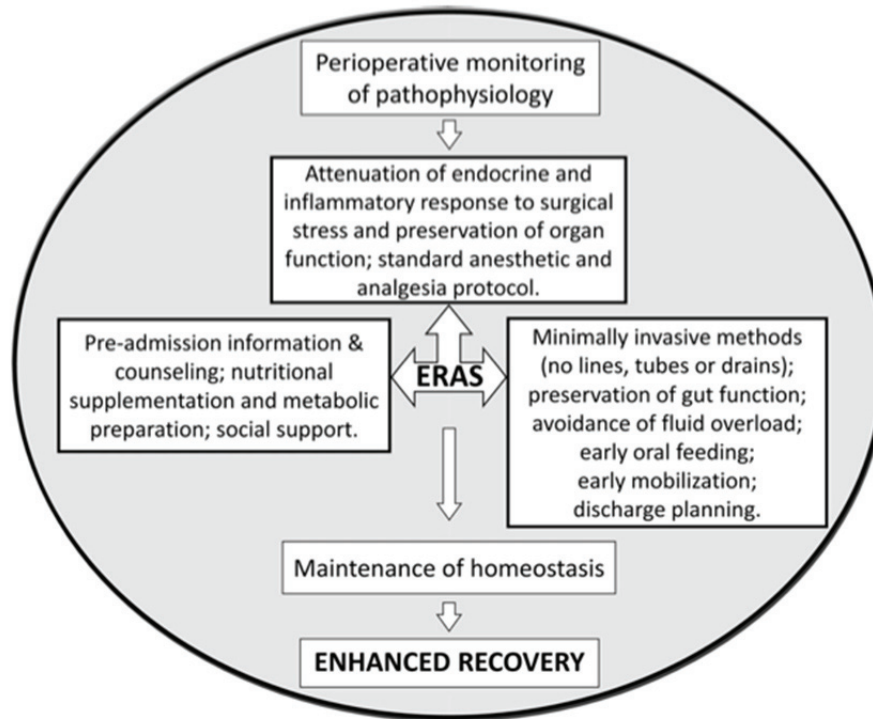 Perioperative monitoring
of pathophysiology
Attenuation of endocrine and
inflammatory response to surgical
stress and preservation of organ
function; standard anesthetic and
analgesia protocol.
Pre-admission information &
counseling; nutritional
supplementation and metabolic
preparation; social support.
ERAS
Minimally invasive methods
(no lines, tubes or drains);
preservation of gut function;
avoidance of fluid overload;
early oral feeding;
early mobilization;
discharge planning.
Maintenance of homeostasis
ENHANCED RECOVERY